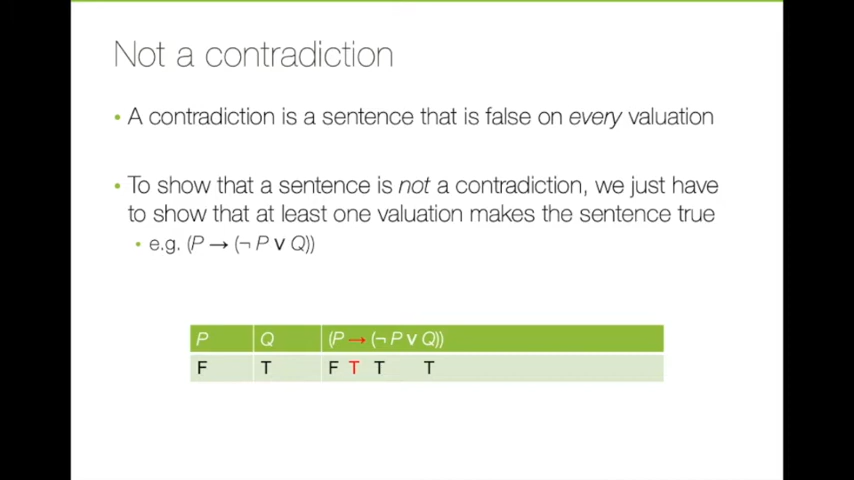 Not a contradiction
• A contradiction is a sentence that is false on every valuation
• To show that a sentence is not a contradiction, we just have
to show that at least one valuation makes the sentence true
• e.g. (P → (¬ P ∨ Q))
P Q (P → (¬ P ∨ Q))
F T F T T T